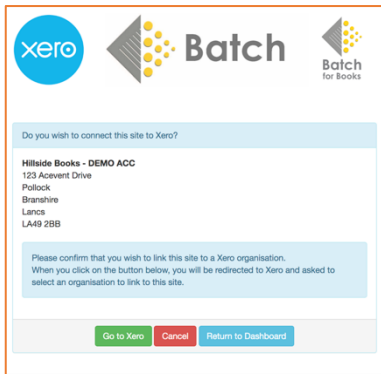 xero
Batch
Batch
for Books
Do you wish to connect this site to Xero?
Hillside Books - DEMO ACC
123 Acevent Drive
Pollock
Branshire
Lancs
LA49 2BB
Please confirm that you wish to link this site to a Xero organisation.
When you click on the button below, you will be redirected to Xero and asked to
select an organisation to link to this site.
Go to Xero Cancel Return to Dashboard